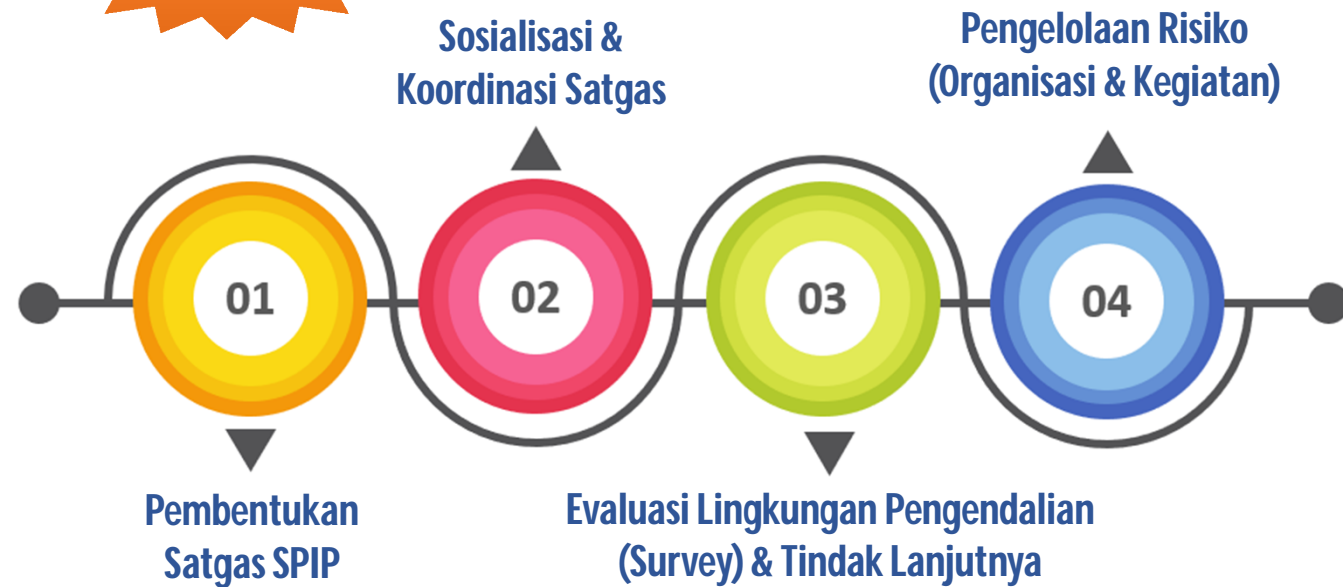 01
Pembentukan
Satgas SPIP
02
Sosialisasi &
Koordinasi Satgas
03
Evaluasi Lingkungan Pengendalian
(Survey) & Tindak Lanjutnya
04
Pengelolaan Risiko
(Organisasi & Kegiatan)